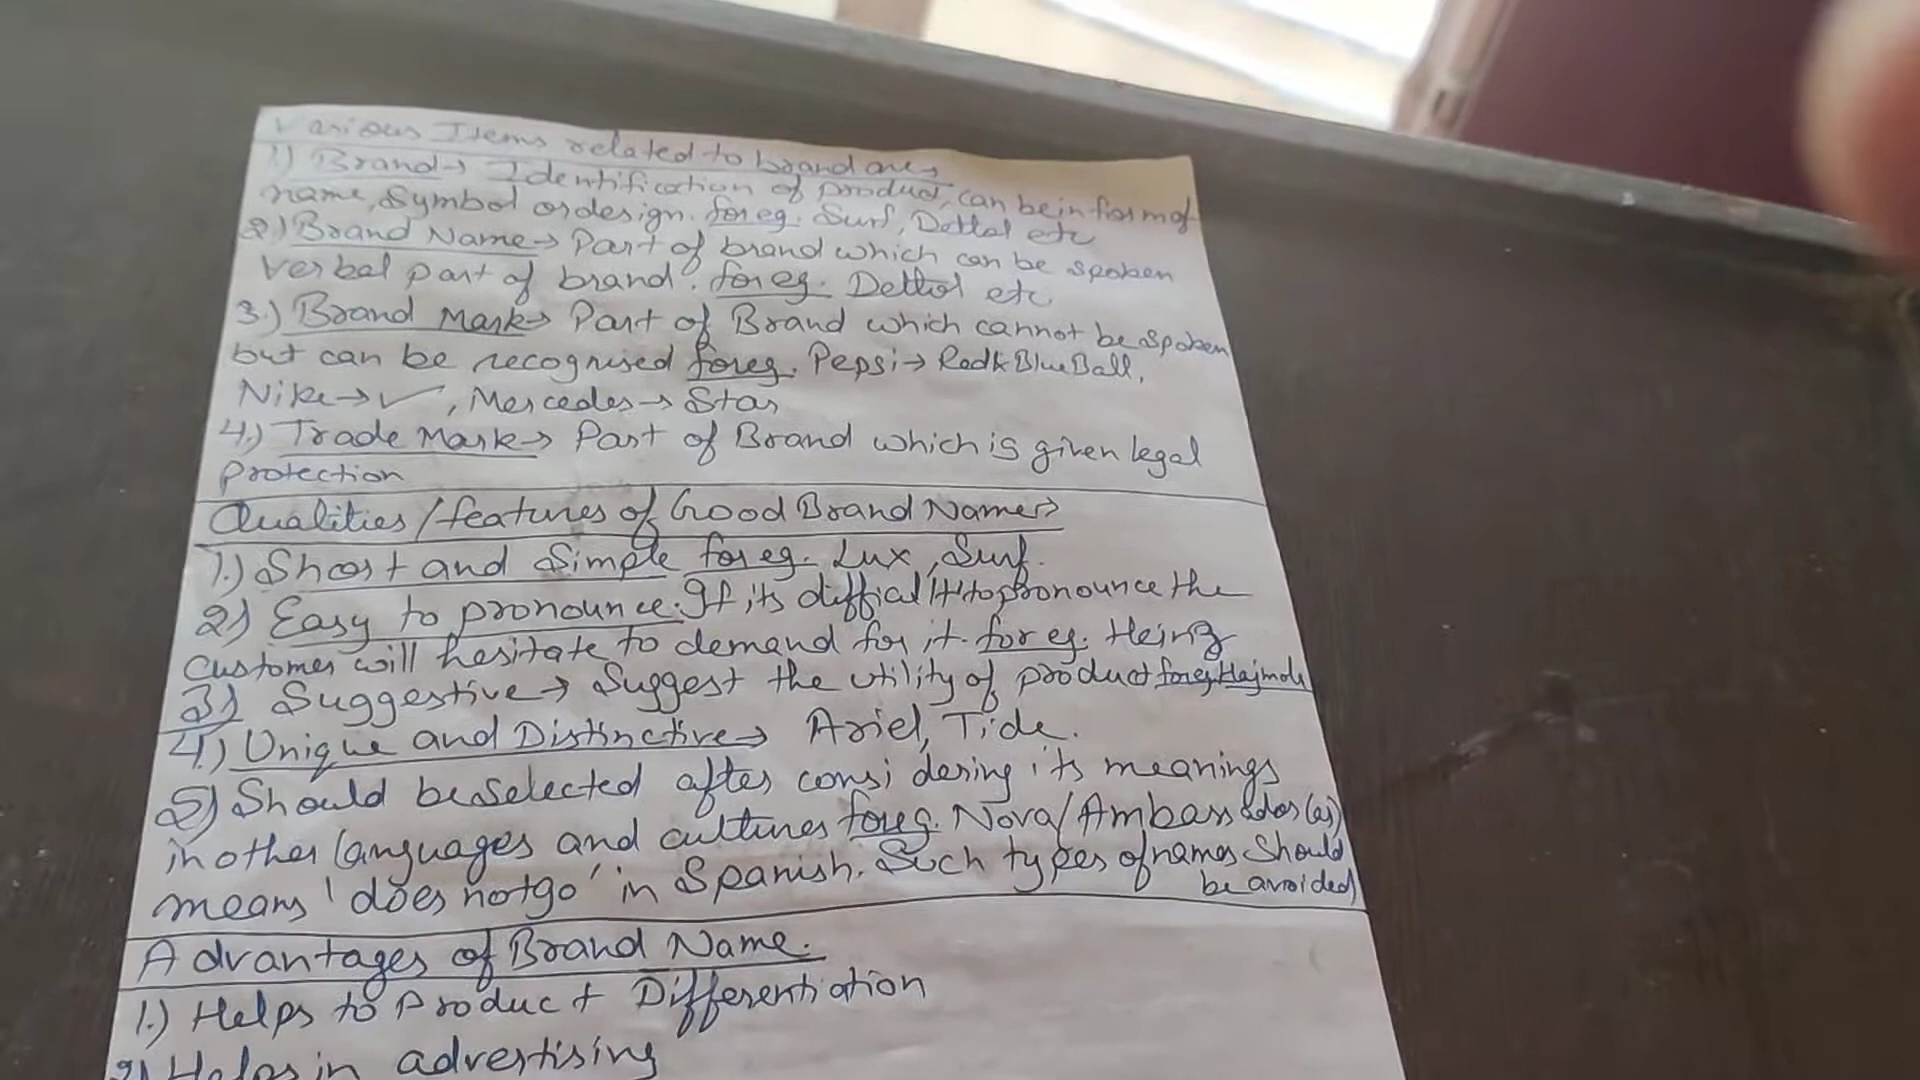 Various Items related to brand are→
1.) Brand→ Identification of product, can be in form of
name, Symbol or design. for eg. Surf, Dettol etc
2.) Brand Name→ Part of brand which can be spoken
Verbal part of brand. for eg. Dettol etc
3.) Brand Mark→ Part of Brand which cannot be spoken
but can be recognised for eg. Pepsi→ Red & Blue Ball,
Nike→ ✓, Mercedes→ Star
4.) Trade Mark→ Part of Brand which is given legal
protection
Qualities/features of Good Brand Name→
1.) Short and Simple for eg. Lux, Surf.
2) Easy to pronounce. If its to pronounce the
Customer will hesitate to demand for it. for eg. Heinz
3) Suggestive→ Suggest the utility of product for eg. Hajmola
4.) Unique and Distinctive→ Ariel, Tide.
5) Should be selected after considering its meanings
in other languages and cultures for eg. Nova/Ambassador(as)
means 'does not go' in Spanish. Such types of names should
be avoided
Advantages of Brand Name.
1.) Helps to Product Differentiation
2) Helps in advertising